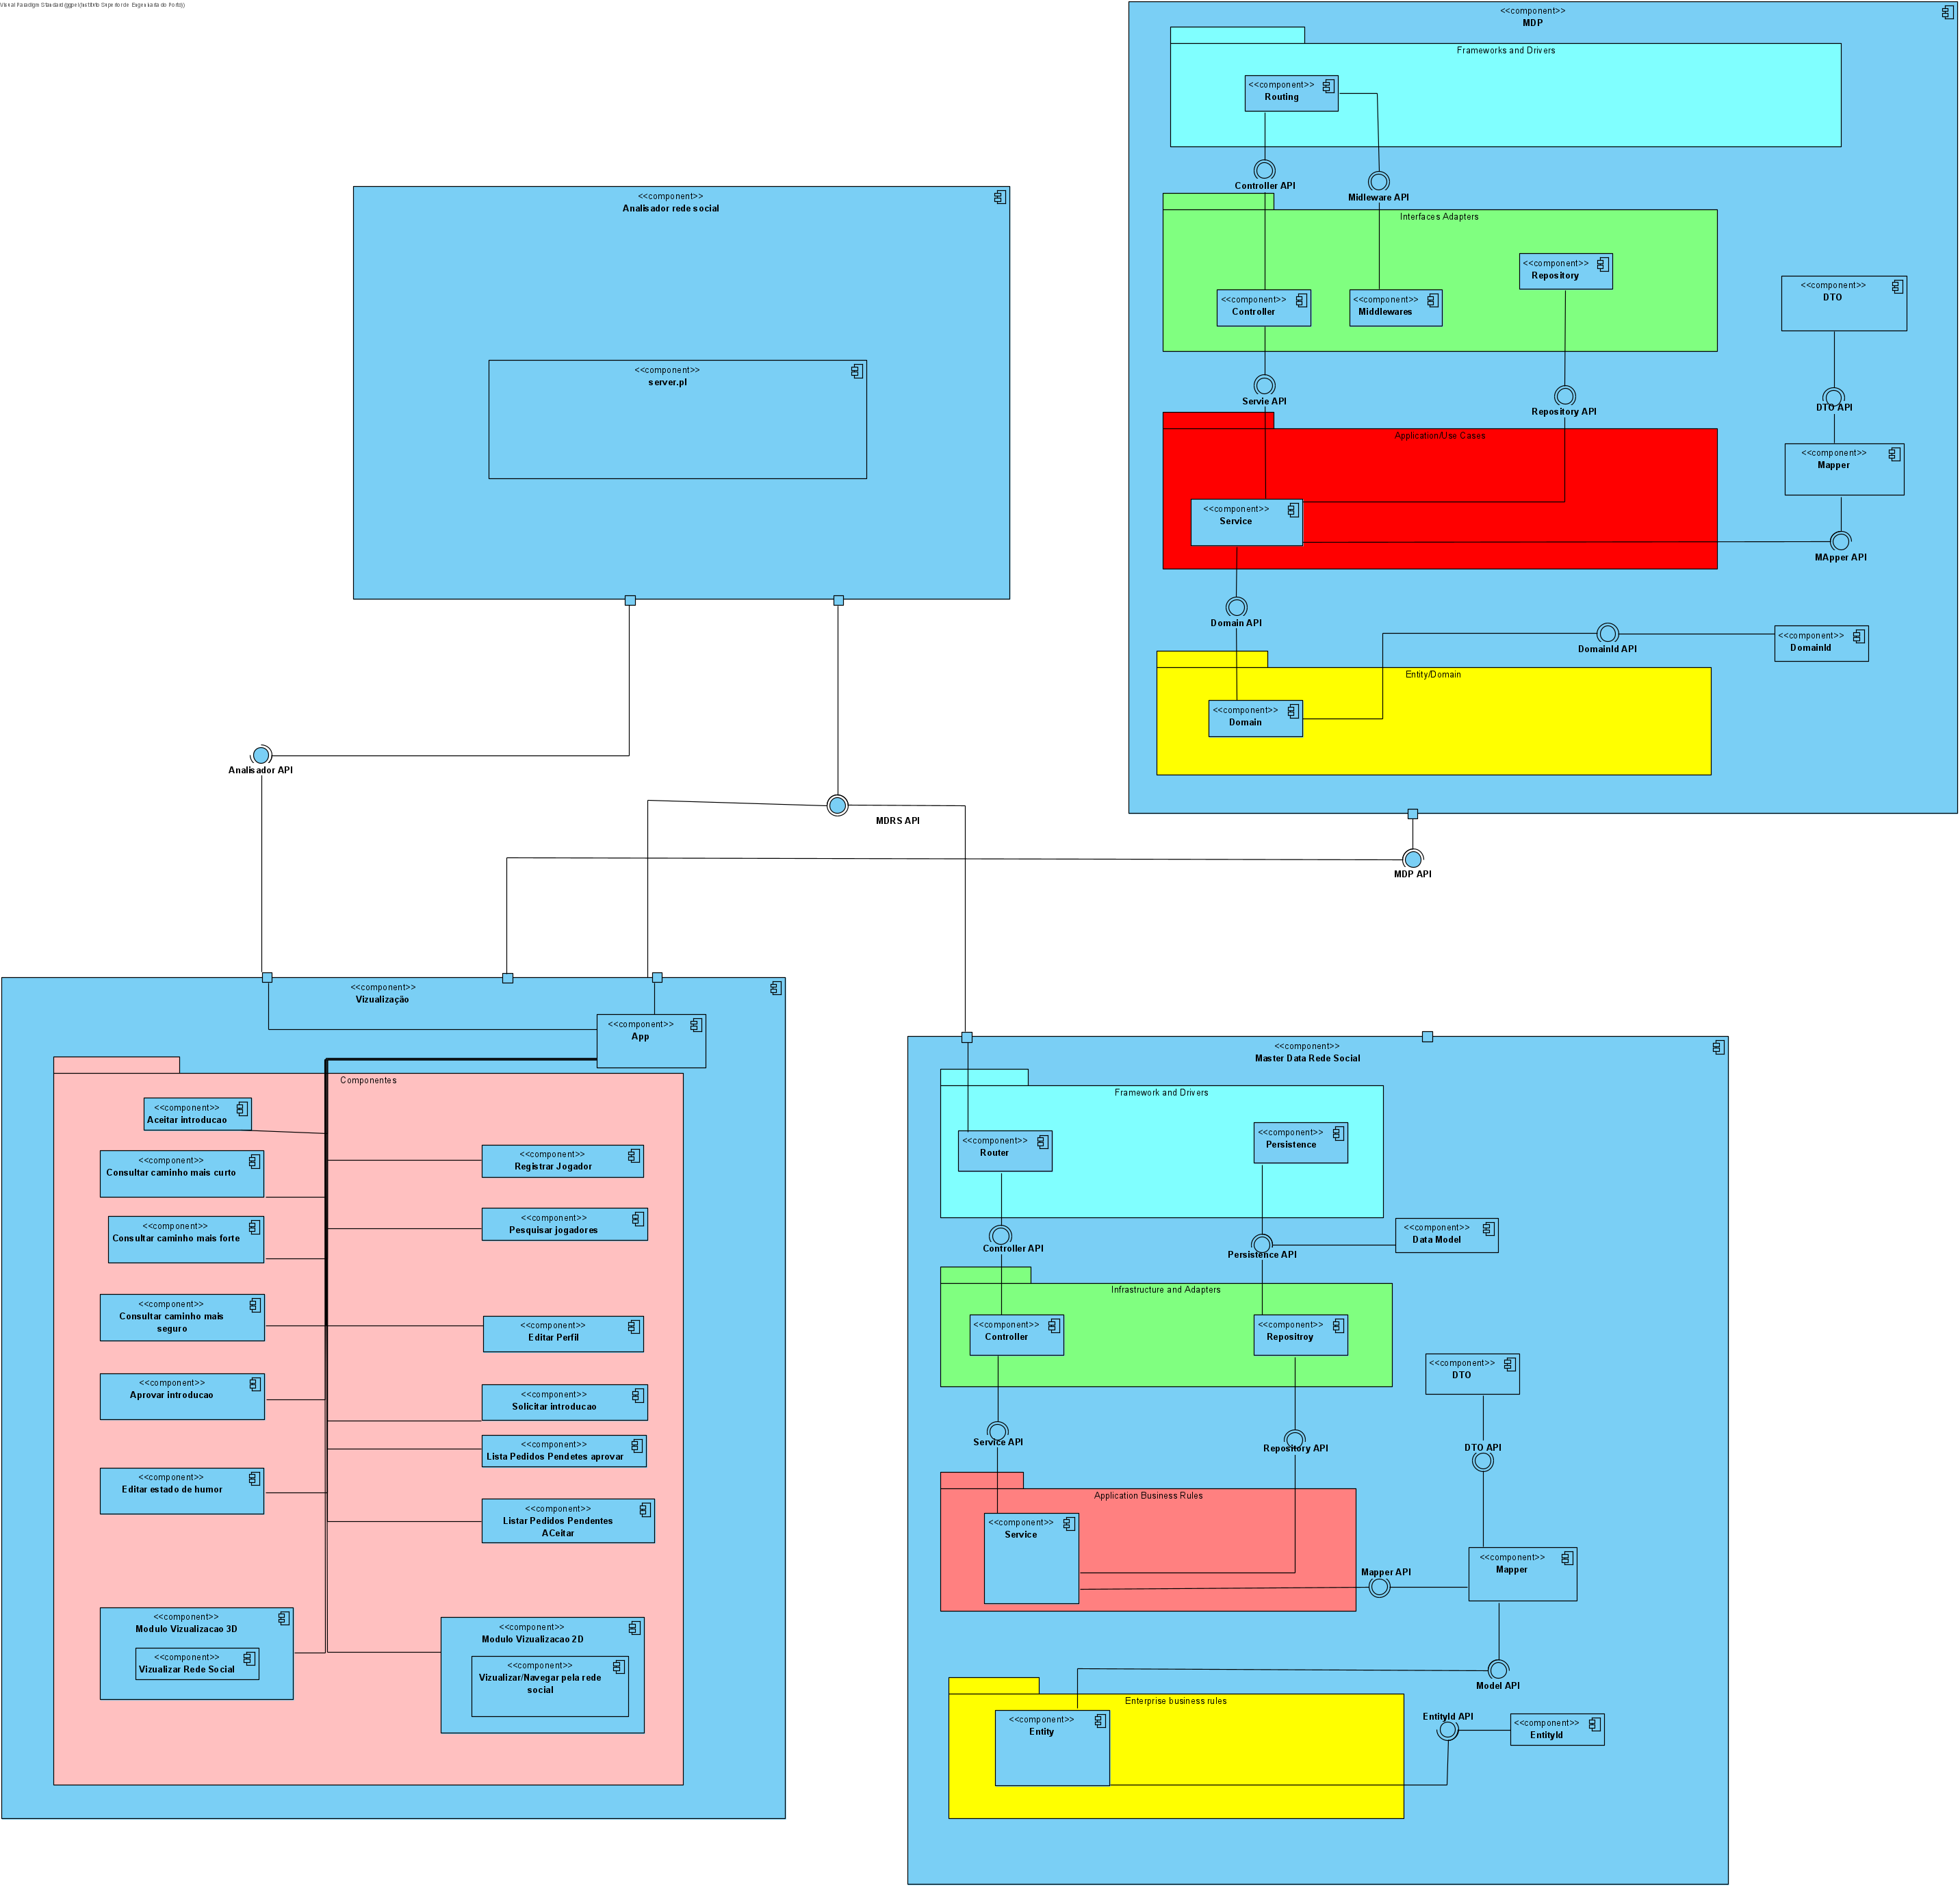 Visual Paradigm Standard(ggpek(Instituto Superior de Engenharia do Porto))
<<component>>
MDP
Frameworks and Drivers
<<component>>
Routing
Controller API
Midleware API
Interfaces Adapters
<<component>>
Repository
<<component>>
Controller
<<component>>
Middlewares
<<component>>
DTO
Servie API
Repository API
DTO API
Application/Use Cases
<<component>>
Mapper
<<component>>
Service
MApper API
Domain API
DomainId API
<<component>>
DomainId
Entity/Domain
<<component>>
Domain
MDP API
<<component>>
Analisador rede social
<<component>>
server.pl
Analisador API
MDRS API
<<component>>
Vizualização
<<component>>
App
Componentes
<<component>>
Aceitar introducao
<<component>>
Consultar caminho mais curto
<<component>>
Consultar caminho mais forte
<<component>>
Consultar caminho mais
seguro
<<component>>
Aprovar introducao
<<component>>
Editar estado de humor
<<component>>
Modulo Vizualizacao 3D
<<component>>
Vizualizar Rede Social
<<component>>
Registrar Jogador
<<component>>
Pesquisar jogadores
<<component>>
Editar Perfil
<<component>>
Solicitar introducao
<<component>>
Lista Pedidos Pendetes aprovar
<<component>>
Listar Pedidos Pendentes
ACeitar
<<component>>
Modulo Vizualizacao 2D
<<component>>
Vizualizar/Navegar pela rede
social
<<component>>
Master Data Rede Social
Framework and Drivers
<<component>>
Router
<<component>>
Persistence
Controller API
Persistence API
<<component>>
Data Model
Infrastructure and Adapters
<<component>>
Controller
<<component>>
Repositroy
<<component>>
DTO
Service API
Repository API
DTO API
Application Business Rules
<<component>>
Service
Mapper API
<<component>>
Mapper
Model API
Enterprise business rules
<<component>>
Entity
EntityId API
<<component>>
EntityId